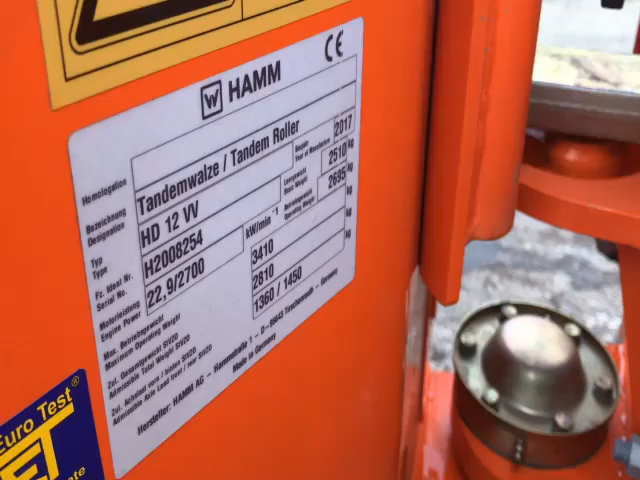 CE
W HAMM
Homologation
Bezeichnung Tandemwalze / Tandem Roller Baujahr 2017
Designation Year of Manufacture
Typ HD 12 VV Leergewicht 2510 kg
Type Basic Weight
Fz. Ident Nr. H2008254 Betriebsgewicht 2695 kg
Serial No. Operating Weight
Motorleistung 22,9/2700 kW/min -1
Engine Power
Max. Betriebsgewicht 3410 kg
Maximum Operating Weight
Zul. Gesamtgewicht StVZO 2810 kg
Admissible Total Weight StVZO
Zul. Achslast vorn / hinten StVZO 1360 / 1450 kg
Admissible Axle Load front / rear StVZO
Hersteller: HAMM AG - Hammstraße 1 - D - 95643 Tirschenreuth - Germany
Made in Germany
Euro Test®
ET